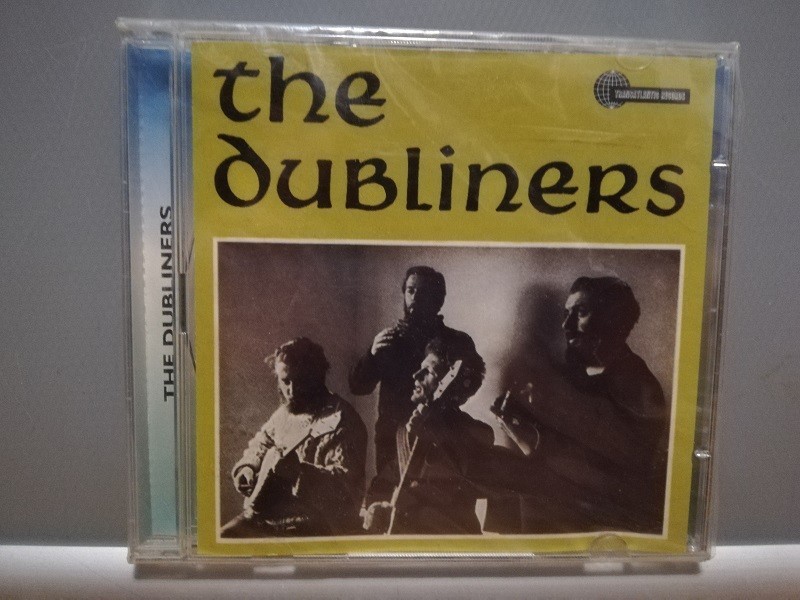 the
dubliners
TRANSATLANTIC RECORDS
THE DUBLINERS